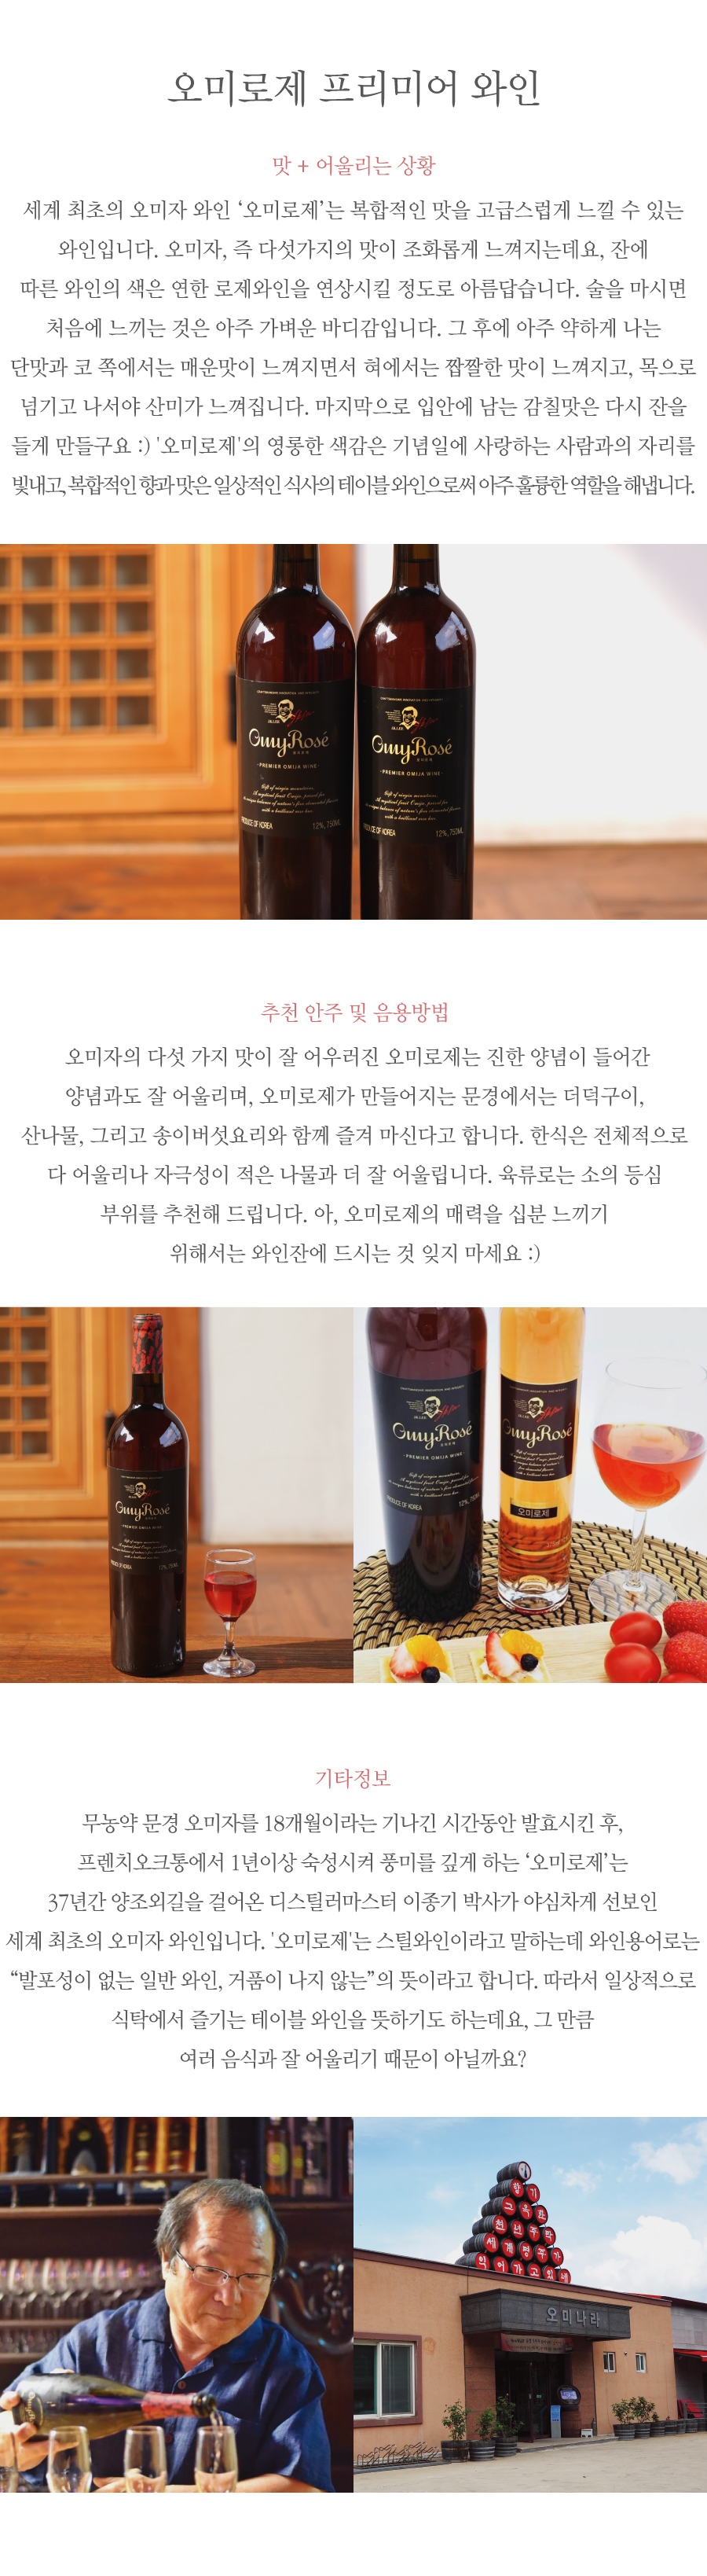 오미로제 프리미어 와인
맛 + 어울리는 상황
세계 최초의 오미자 와인 ‘오미로제’는 복합적인 맛을 고급스럽게 느낄 수 있는
와인입니다. 오미자, 즉 다섯가지의 맛이 조화롭게 느껴지는데요, 잔에
따른 와인의 색은 연한 로제와인을 연상시킬 정도로 아름답습니다. 술을 마시면
처음에 느끼는 것은 아주 가벼운 바디감입니다. 그 후에 아주 약하게 나는
단맛과 코 쪽에서는 매운맛이 느껴지면서 혀에서는 짭짤한 맛이 느껴지고, 목으로
넘기고 나서야 산미가 느껴집니다. 마지막으로 입안에 남는 감칠맛은 다시 잔을
들게 만들구요 :) '오미로제'의 영롱한 색감은 기념일에 사랑하는 사람과의 자리를
빛내고, 복합적인 향과 맛은 일상적인 식사의 테이블 와인으로써 아주 훌륭한 역할을 해냅니다.
OmyRosé
-PREMIER OMIJA WINE-
PRODUCE OF KOREA 12%, 750ML
OmyRosé
-PREMIER OMIJA WINE-
PRODUCE OF KOREA 12%, 750ML
추천 안주 및 음용방법
오미자의 다섯 가지 맛이 잘 어우러진 오미로제는 진한 양념이 들어간
양념과도 잘 어울리며, 오미로제가 만들어지는 문경에서는 더덕구이,
산나물, 그리고 송이버섯요리와 함께 즐겨 마신다고 합니다. 한식은 전체적으로
다 어울리나 자극성이 적은 나물과 더 잘 어울립니다. 육류로는 소의 등심
부위를 추천해 드립니다. 아, 오미로제의 매력을 십분 느끼기
위해서는 와인잔에 드시는 것 잊지 마세요 :)
OmyRosé
OmyRosé
-PREMIER OMIJA WINE-
PRODUCE OF KOREA 12%, 750ML
OmyRosé
오미로제
기타정보
무농약 문경 오미자를 18개월이라는 기나긴 시간동안 발효시킨 후,
프렌치오크통에서 1년이상 숙성시켜 풍미를 깊게 하는 ‘오미로제’는
37년간 양조외길을 걸어온 디스틸러마스터 이종기 박사가 야심차게 선보인
세계 최초의 오미자 와인입니다. '오미로제'는 스틸와인이라고 말하는데 와인용어로는
“발포성이 없는 일반 와인, 거품이 나지 않는”의 뜻이라고 합니다. 따라서 일상적으로
식탁에서 즐기는 테이블 와인을 뜻하기도 하는데요, 그 만큼
여러 음식과 잘 어울리기 때문이 아닐까요?
오미나라